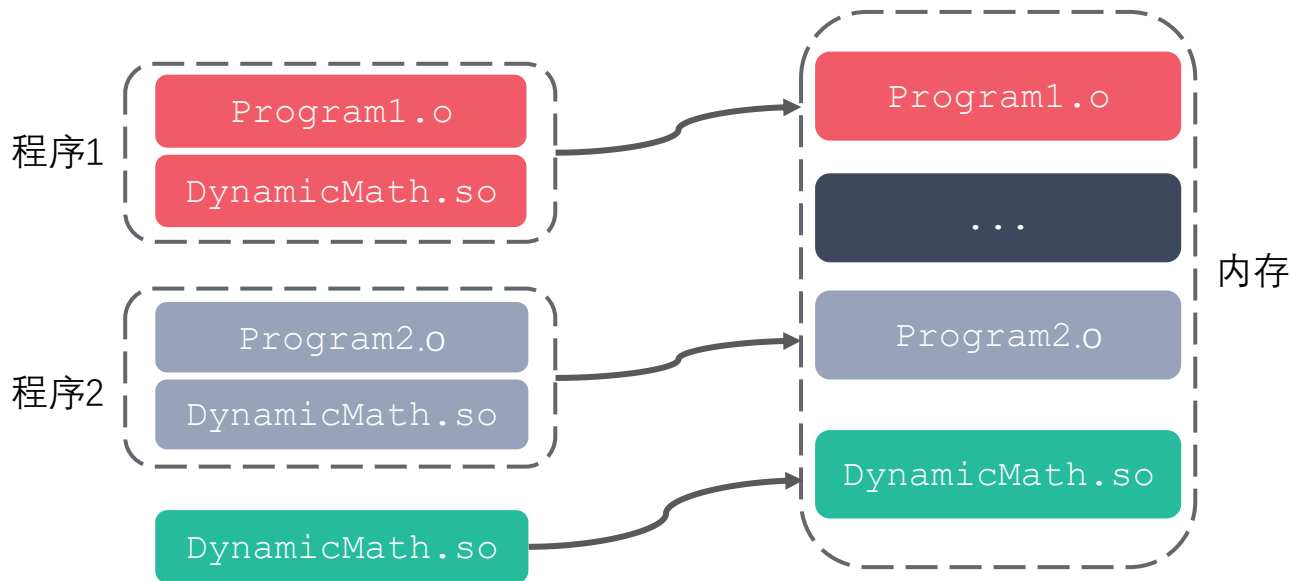 程序1
Program1.o
DynamicMath.so
程序2
Program2.o
DynamicMath.so
DynamicMath.so
Program1.o
...
Program2.o
DynamicMath.so
内存